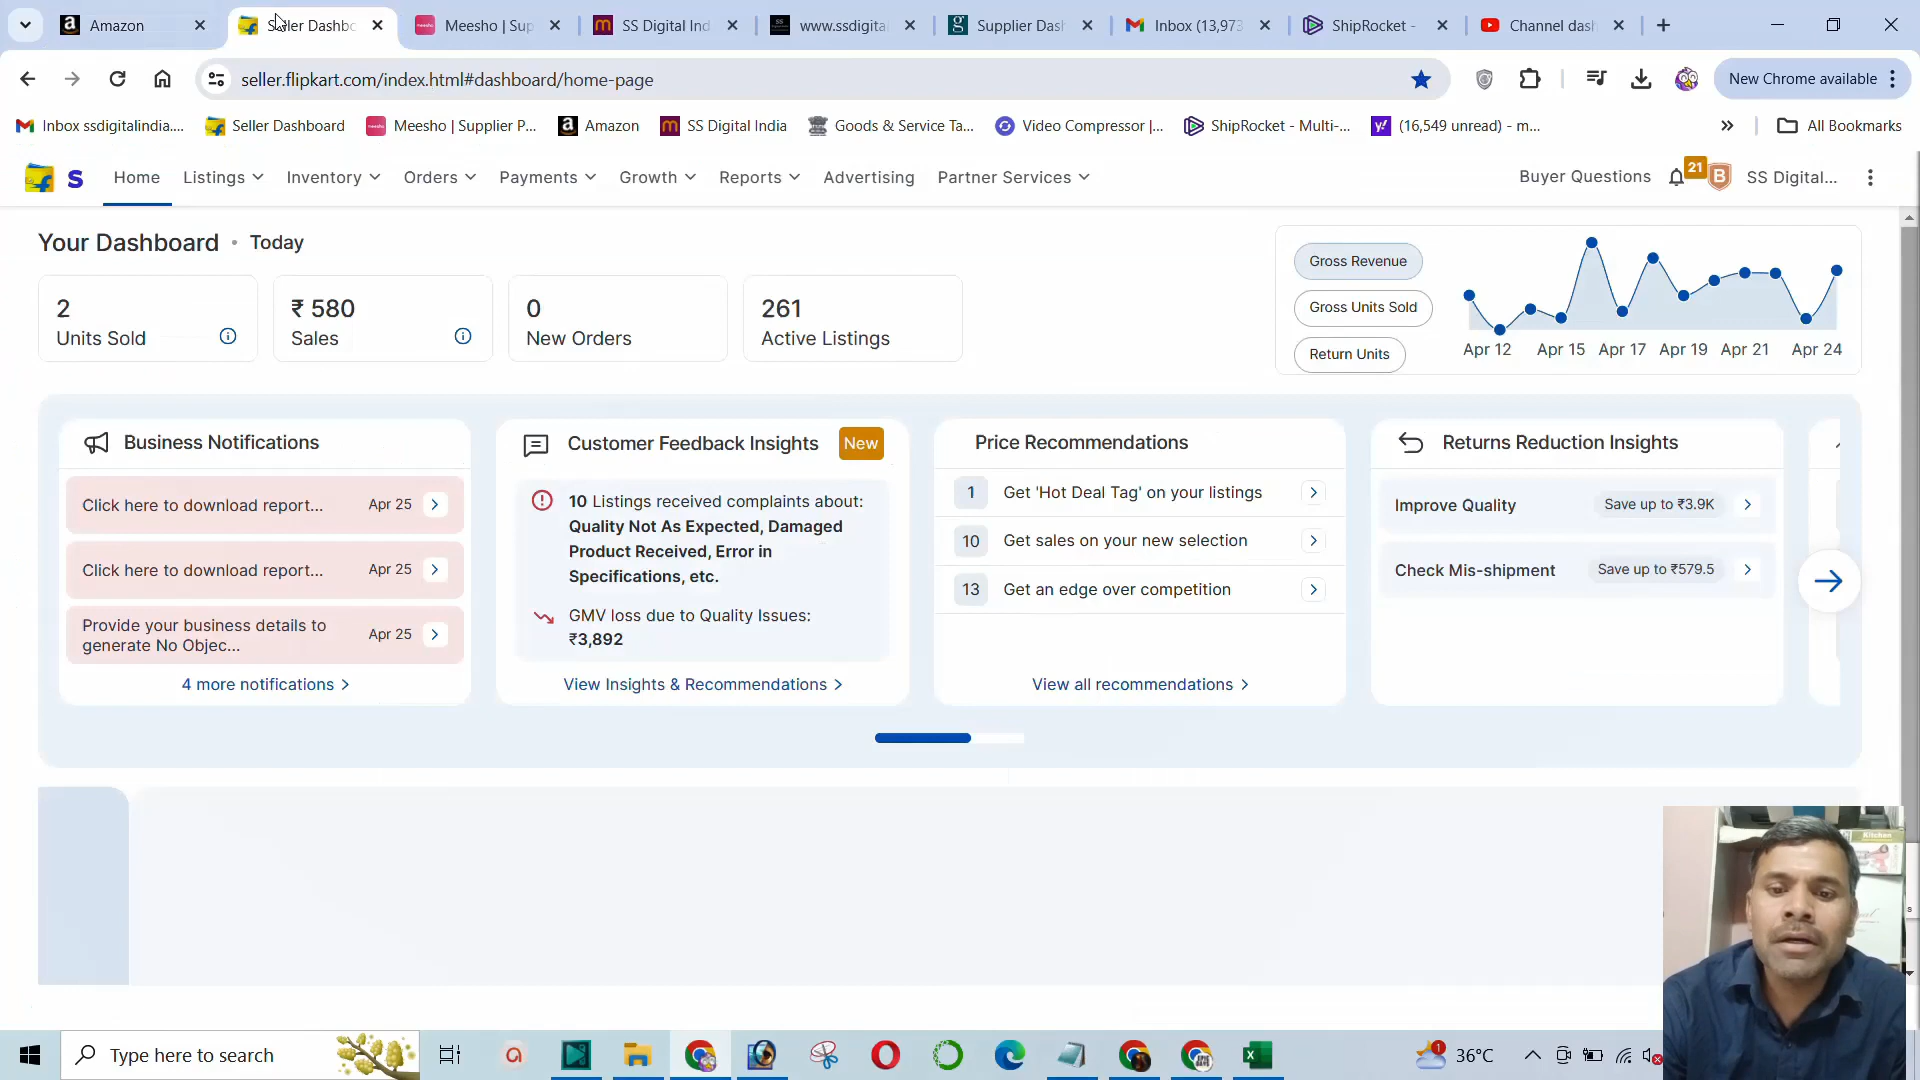 Amazon
Seller Dashbo
Meesho | Sup
SS Digital Ind
www.ssdigital
Supplier Dash
Inbox (13,973
ShipRocket -
Channel dash
seller.flipkart.com/index.html#dashboard/home-page
New Chrome available
Inbox ssdigitalindia....
Seller Dashboard
Meesho | Supplier P...
Amazon
SS Digital India
Goods & Service Ta...
Video Compressor |...
ShipRocket - Multi-...
(16,549 unread) - m...
All Bookmarks
Home
Listings
Inventory
Orders
Payments
Growth
Reports
Advertising
Partner Services
Buyer Questions
21
B
SS Digital...
Your Dashboard • Today
2
Units Sold
₹ 580
Sales
0
New Orders
261
Active Listings
Gross Revenue
Gross Units Sold
Return Units
Apr 12 Apr 15 Apr 17 Apr 19 Apr 21 Apr 24
Business Notifications
Click here to download report... Apr 25
Click here to download report... Apr 25
Provide your business details to
generate No Objec... Apr 25
4 more notifications
Customer Feedback Insights New
10 Listings received complaints about:
Quality Not As Expected, Damaged
Product Received, Error in
Specifications, etc.
GMV loss due to Quality Issues:
₹3,892
View Insights & Recommendations
Price Recommendations
1 Get 'Hot Deal Tag' on your listings
10 Get sales on your new selection
13 Get an edge over competition
View all recommendations
Returns Reduction Insights
Improve Quality Save up to ₹3.9K
Check Mis-shipment Save up to ₹579.5
Kitchen
Type here to search
1
36°C